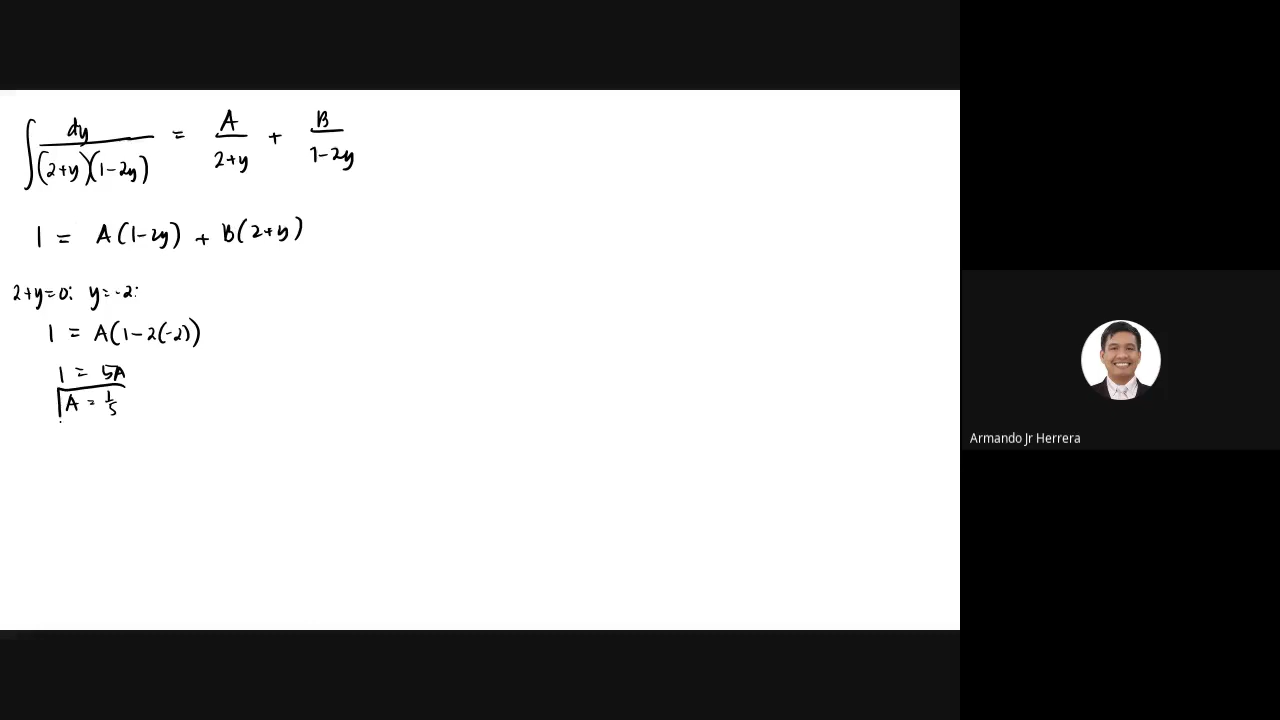 ∫ dy/((2+y)(1-2y)) = A/(2+y) + B/(1-2y)
1 = A(1-2y) + B(2+y)
2+y=0: y=-2:
1 = A(1-2(-2))
1 = 5A
A = 1/5
Armando Jr Herrera